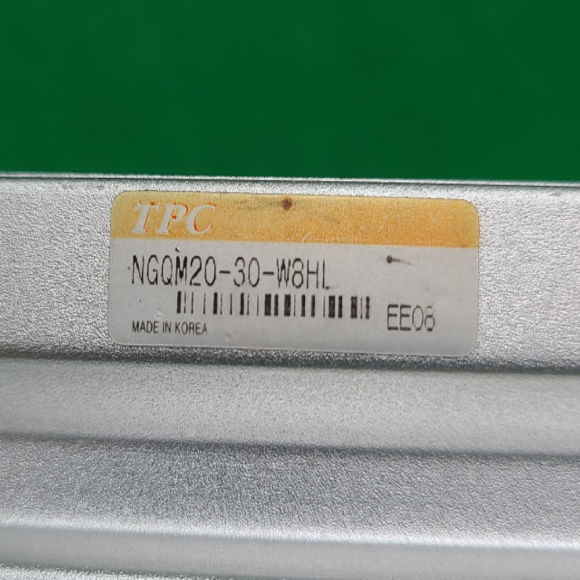 TPC
NGQM20-30-W8HL
EE08
MADE IN KOREA